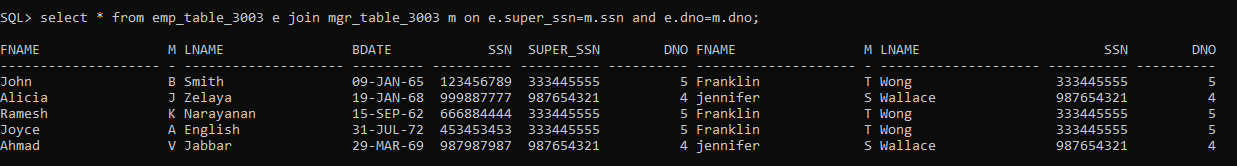 SQL> select * from emp_table_3003 e join mgr_table_3003 m on e.super_ssn=m.ssn and e.dno=m.dno;
FNAME                M LNAME                BDATE           SSN  SUPER_SSN        DNO FNAME                M LNAME                       SSN        DNO
-------------------- - -------------------- --------- ---------- ---------- ---------- -------------------- - -------------------- ---------- ----------
John                 B Smith                09-JAN-65  123456789  333445555          5 Franklin             T Wong                  333445555          5
Alicia               J Zelaya               19-JAN-68  999887777  987654321          4 jennifer             S Wallace               987654321          4
Ramesh               K Narayanan            15-SEP-62  666884444  333445555          5 Franklin             T Wong                  333445555          5
Joyce                A English              31-JUL-72  453453453  333445555          5 Franklin             T Wong                  333445555          5
Ahmad                V Jabbar               29-MAR-69  987987987  987654321          4 jennifer             S Wallace               987654321          4